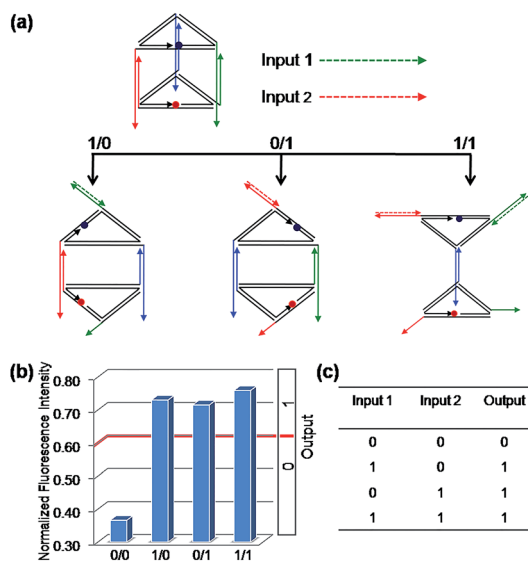 (a)
Input 1
Input 2
1/0 0/1 1/1
(b)
Normalized Fluorescence Intensity
0.80
0.70
0.60
0.50
0.40
0.30
0/0 1/0 0/1 1/1
1
0
Output
(c)
Input 1 Input 2 Output
0 0 0
1 0 1
0 1 1
1 1 1